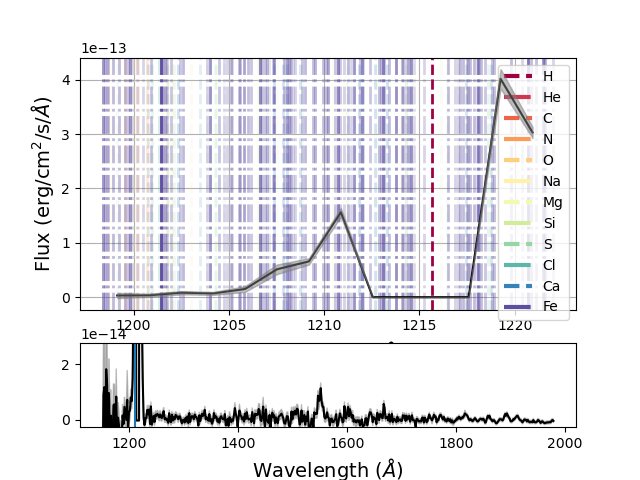 1e−13
Flux (erg/cm²/s/Å)
4
3
2
1
0
H
He
C
N
O
Na
Mg
Si
S
Cl
Ca
Fe
1200 1205 1210 1215 1220
1e−14
2
0
1200 1400 1600 1800 2000
Wavelength (Å)